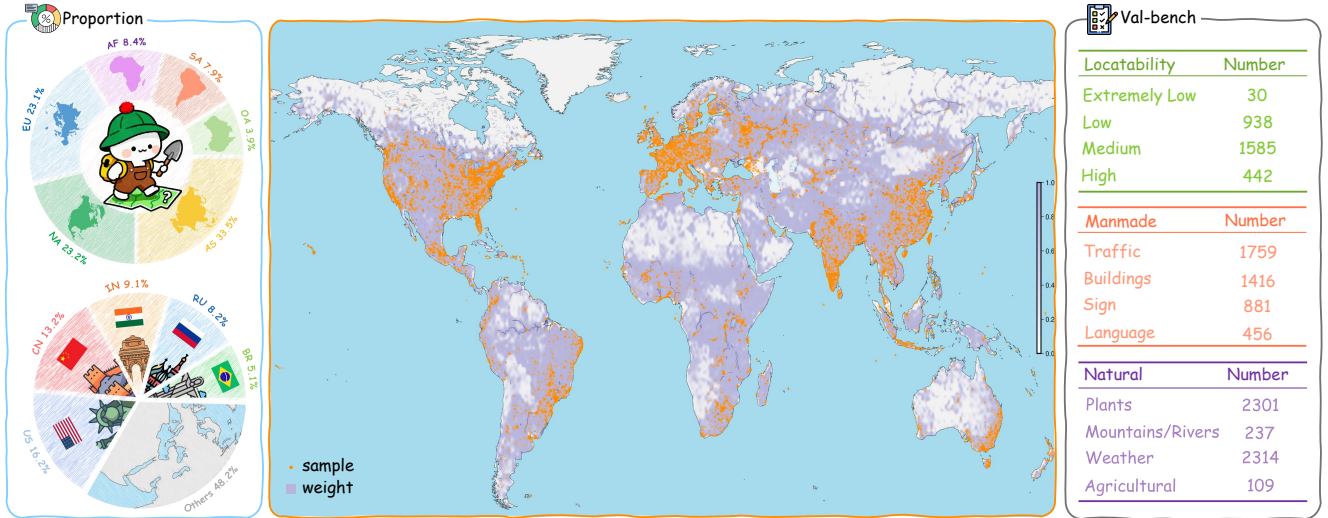 Proportion
AF 8.4%
SA 7.9%
OA 3.9%
AS 33.5%
NA 23.2%
EU 23.1%
?
IN 9.1%
RU 8.2%
BR 5.1%
Others 48.2%
US 16.2%
CN 13.2%
1.0
0.8
0.6
0.4
0.2
0.0
sample
weight
Val-bench
Locatability Number
Extremely Low 30
Low 938
Medium 1585
High 442
Manmade Number
Traffic 1759
Buildings 1416
Sign 881
Language 456
Natural Number
Plants 2301
Mountains/Rivers 237
Weather 2314
Agricultural 109